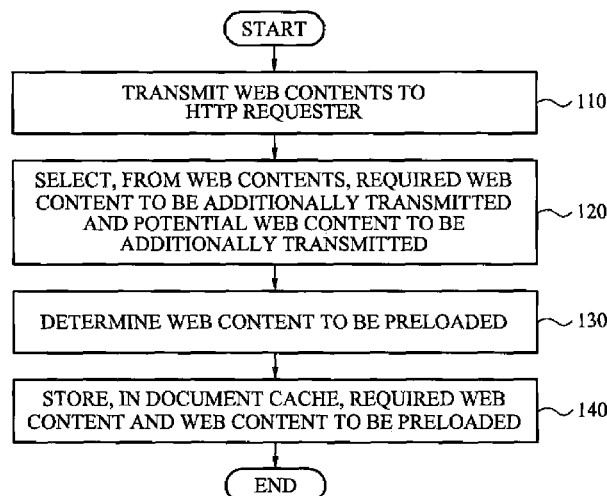 START
TRANSMIT WEB CONTENTS TO
HTTP REQUESTER
110
SELECT, FROM WEB CONTENTS, REQUIRED WEB
CONTENT TO BE ADDITIONALLY TRANSMITTED
AND POTENTIAL WEB CONTENT TO BE
ADDITIONALLY TRANSMITTED
120
DETERMINE WEB CONTENT TO BE PRELOADED
130
STORE, IN DOCUMENT CACHE, REQUIRED WEB
CONTENT AND WEB CONTENT TO BE PRELOADED
140
END